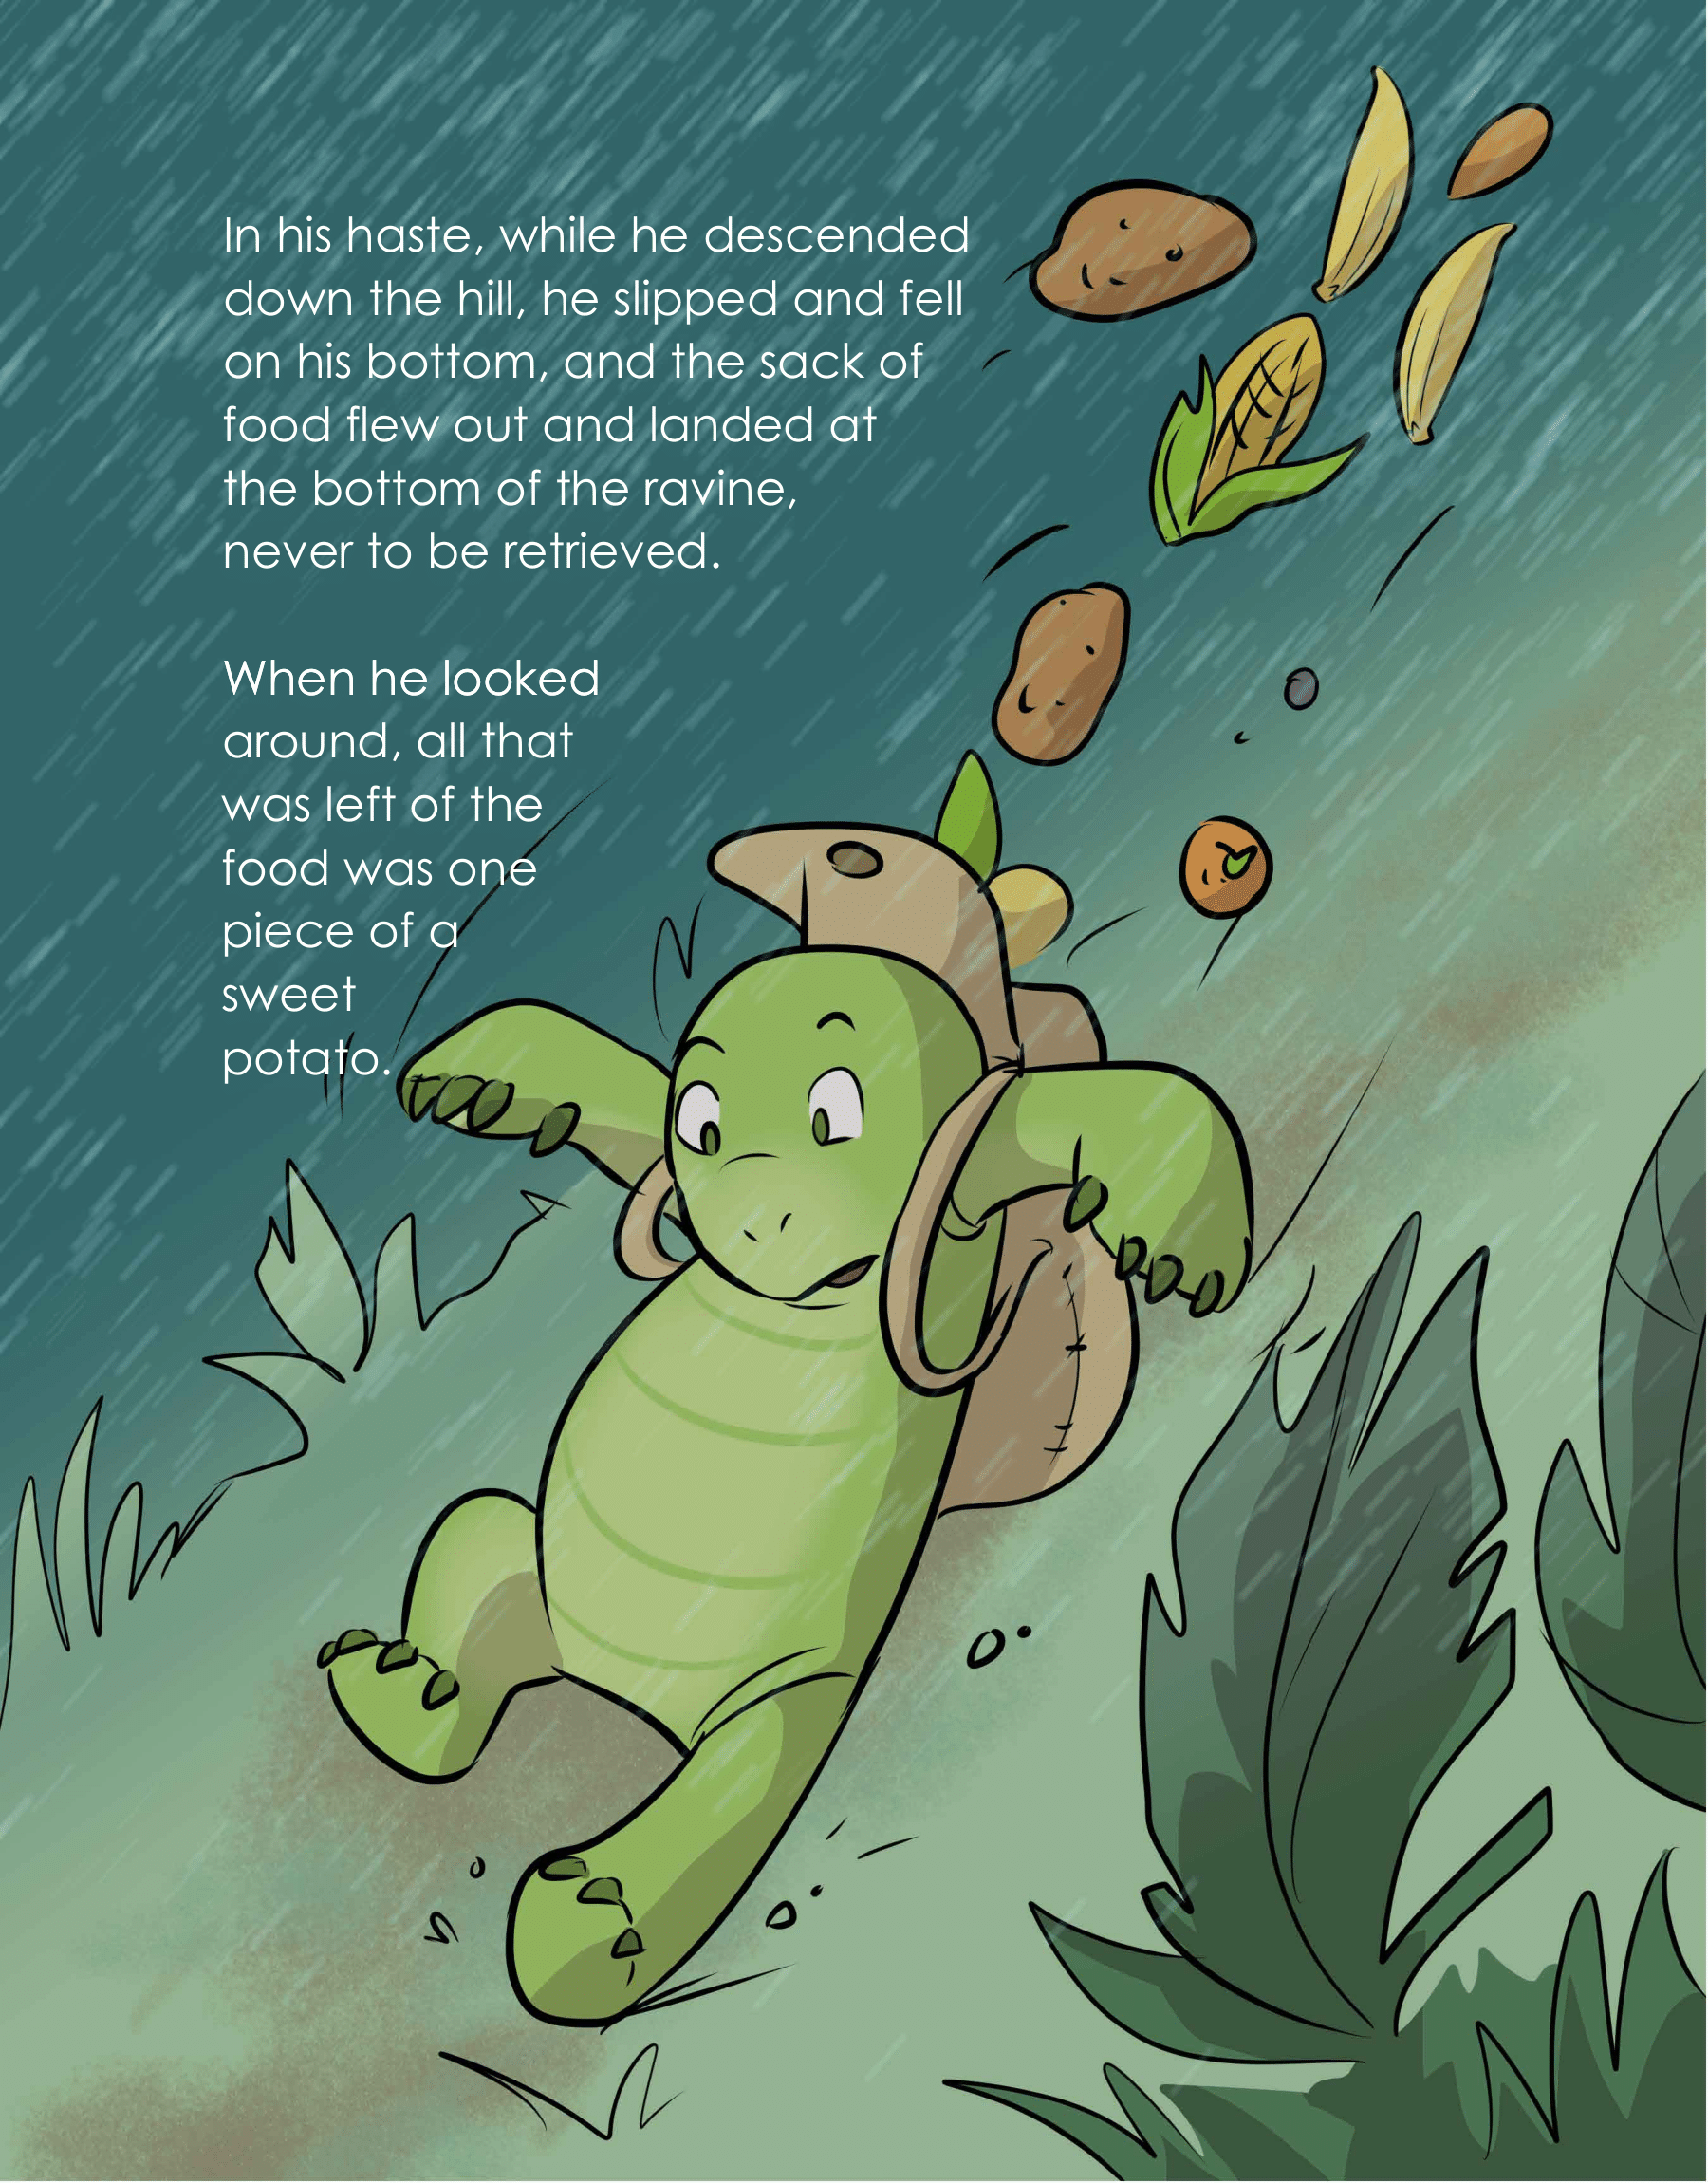 In his haste, while he descended
down the hill, he slipped and fell
on his bottom, and the sack of
food flew out and landed at
the bottom of the ravine,
never to be retrieved.
When he looked
around, all that
was left of the
food was one
piece of a
sweet
potato.